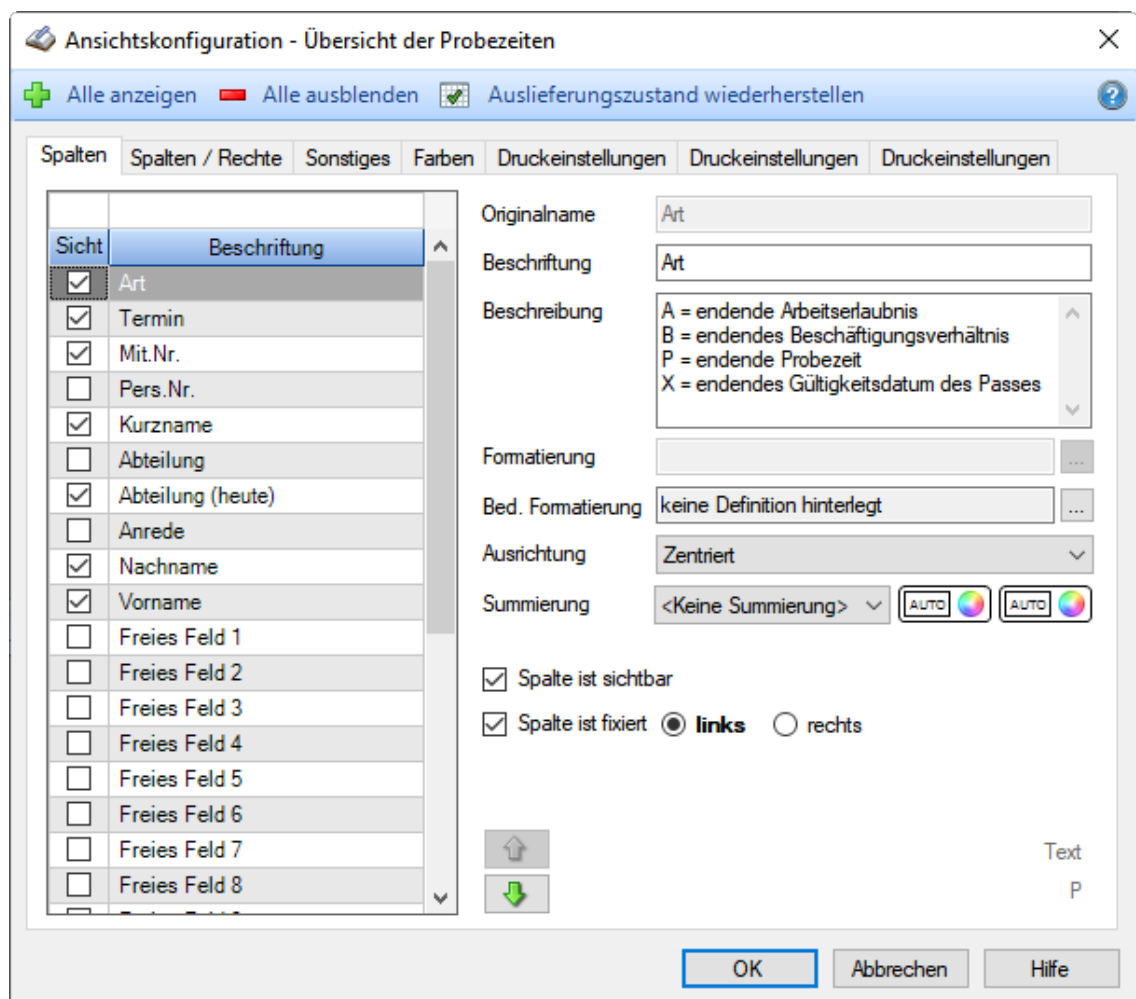 Ansichtskonfiguration - Übersicht der Probezeiten
Alle anzeigen Alle ausblenden Auslieferungszustand wiederherstellen
Spalten Spalten / Rechte Sonstiges Farben Druckeinstellungen Druckeinstellungen Druckeinstellungen
Sicht Beschriftung
Art
Termin
Mit.Nr.
Pers.Nr.
Kurzname
Abteilung
Abteilung (heute)
Anrede
Nachname
Vorname
Freies Feld 1
Freies Feld 2
Freies Feld 3
Freies Feld 4
Freies Feld 5
Freies Feld 6
Freies Feld 7
Freies Feld 8
Originalname Art
Beschriftung Art
Beschreibung A = endende Arbeitserlaubnis
B = endendes Beschäftigungsverhältnis
P = endende Probezeit
X = endendes Gültigkeitsdatum des Passes
Formatierung ...
Bed. Formatierung keine Definition hinterlegt ...
Ausrichtung Zentriert
Summierung <Keine Summierung> AUTO AUTO
Spalte ist sichtbar
Spalte ist fixiert links rechts
Text
P
OK Abbrechen Hilfe